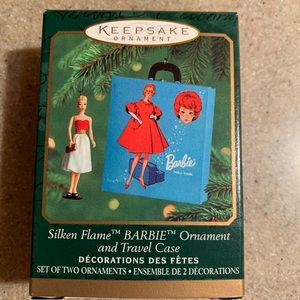 KEEPSAKE
ORNAMENT
Barbie
Silken Flame™ BARBIE™ Ornament
and Travel Case
DÉCORATIONS DES FÊTES
SET OF TWO ORNAMENTS • ENSEMBLE DE 2 DÉCORATIONS